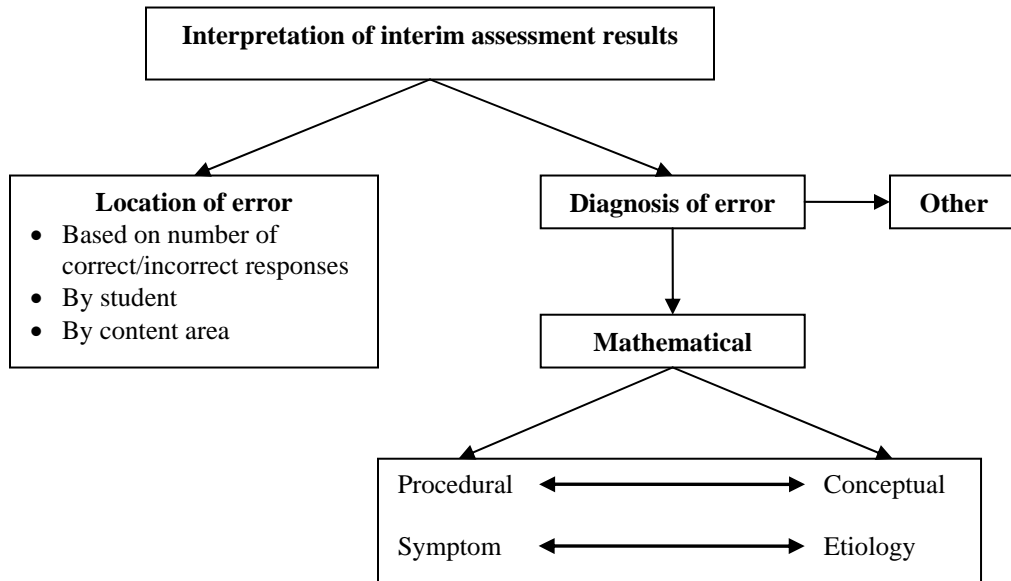 Interpretation of interim assessment results
Location of error
• Based on number of
correct/incorrect responses
• By student
• By content area
Diagnosis of error
Other
Mathematical
Procedural
Conceptual
Symptom
Etiology